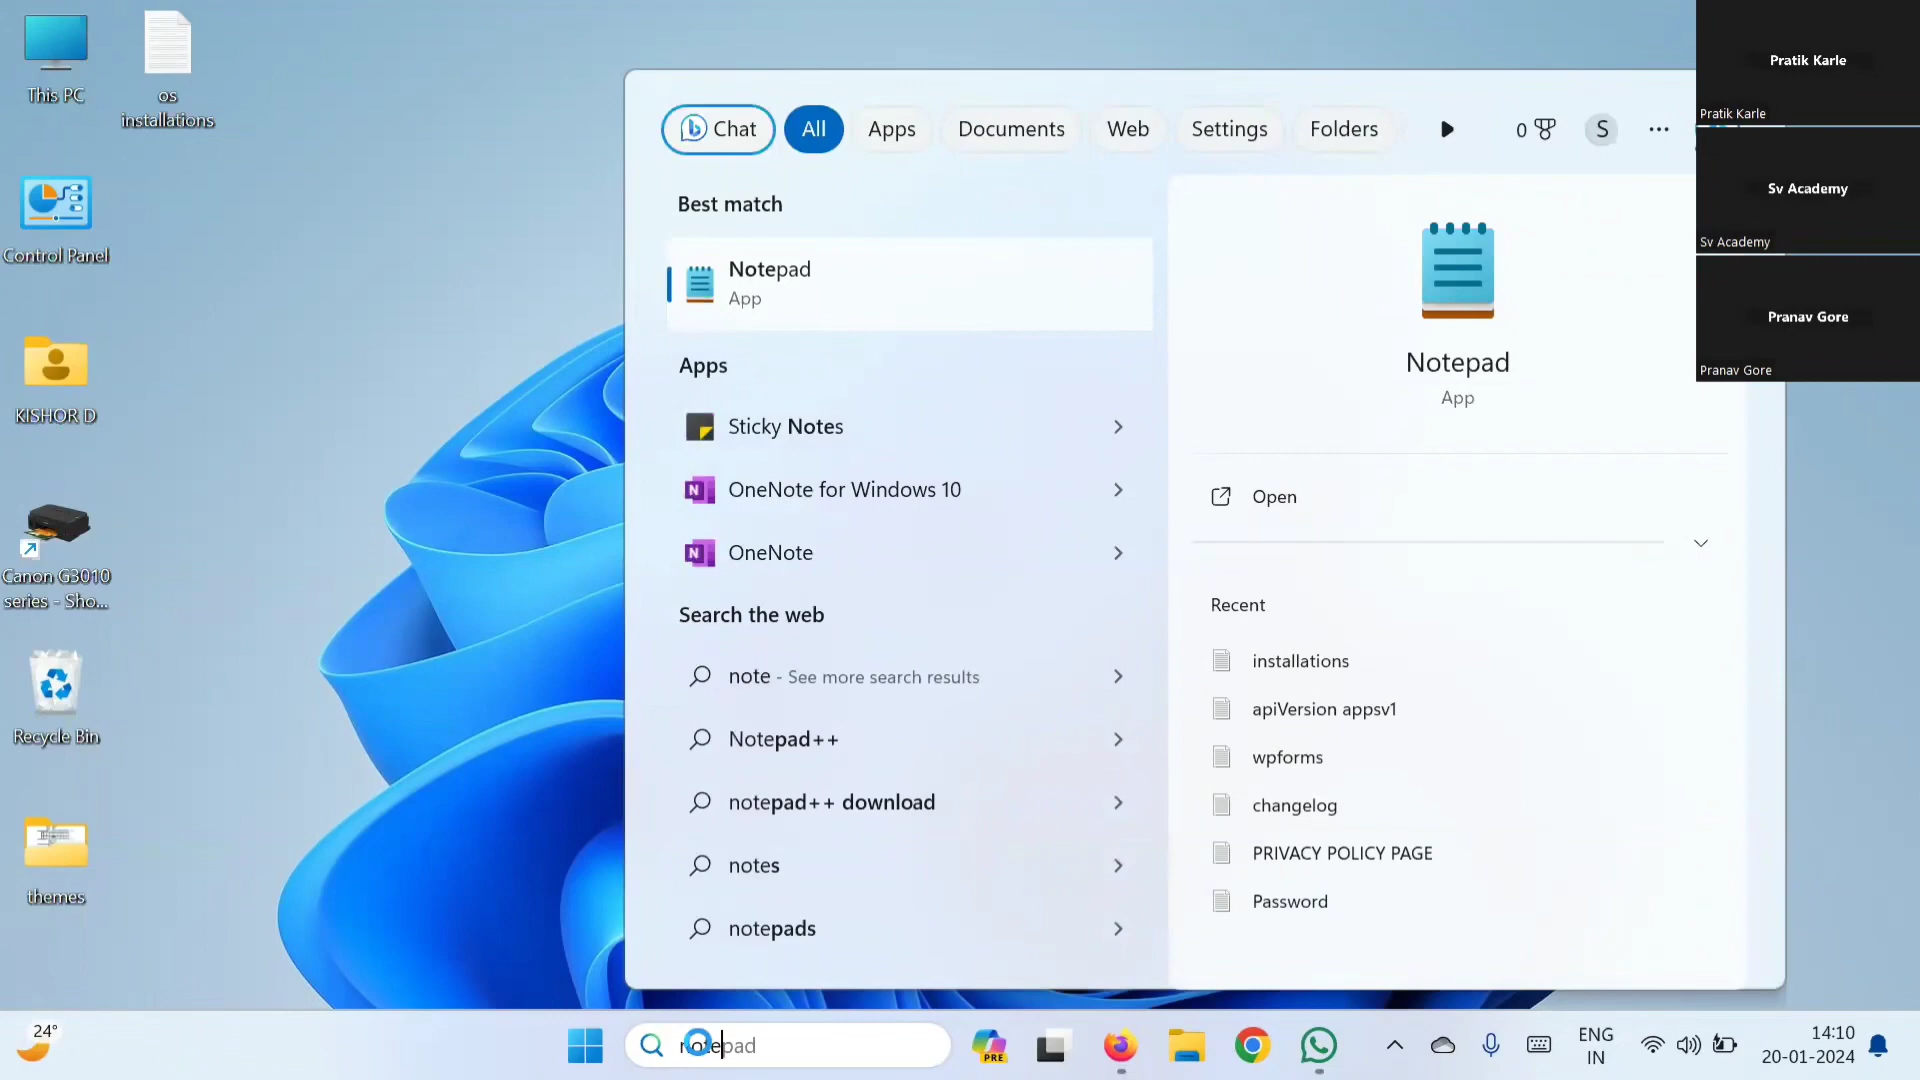 This PC
os
installations
Control Panel
KISHOR D
Canon G3010
series - Sho...
Recycle Bin
themes
Chat
All
Apps
Documents
Web
Settings
Folders
0
S
Best match
Notepad
App
Apps
Sticky Notes
OneNote for Windows 10
OneNote
Search the web
note - See more search results
Notepad++
notepad++ download
notes
notepads
Notepad
App
Open
Recent
installations
apiVersion appsv1
wpforms
changelog
PRIVACY POLICY PAGE
Password
Pratik Karle
Pratik Karle
Sv Academy
Sv Academy
Pranav Gore
Pranav Gore
24°
notepad
PRE
ENG
IN
14:10
20-01-2024